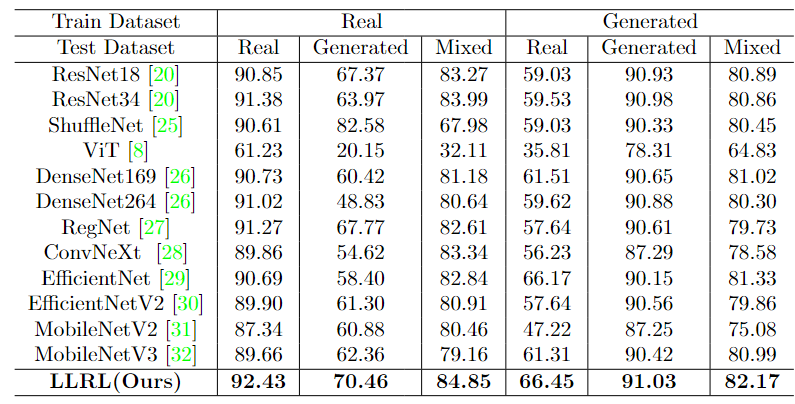 Train Dataset Real Generated
Test Dataset Real Generated Mixed Real Generated Mixed
ResNet18 [20] 90.85 67.37 83.27 59.03 90.93 80.89
ResNet34 [20] 91.38 63.97 83.99 59.53 90.98 80.86
ShuffleNet [25] 90.61 82.58 67.98 59.03 90.33 80.45
ViT [8] 61.23 20.15 32.11 35.81 78.31 64.83
DenseNet169 [26] 90.73 60.42 81.18 61.51 90.65 81.02
DenseNet264 [26] 91.02 48.83 80.64 59.62 90.88 80.30
RegNet [27] 91.27 67.77 82.61 57.64 90.61 79.73
ConvNeXt [28] 89.86 54.62 83.34 56.23 87.29 78.58
EfficientNet [29] 90.69 58.40 82.84 66.17 90.15 81.33
EfficientNetV2 [30] 89.90 61.30 80.91 57.64 90.56 79.86
MobileNetV2 [31] 87.34 60.88 80.46 47.22 87.25 75.08
MobileNetV3 [32] 89.66 62.36 79.16 61.31 90.42 80.99
LLRL(Ours) 92.43 70.46 84.85 66.45 91.03 82.17